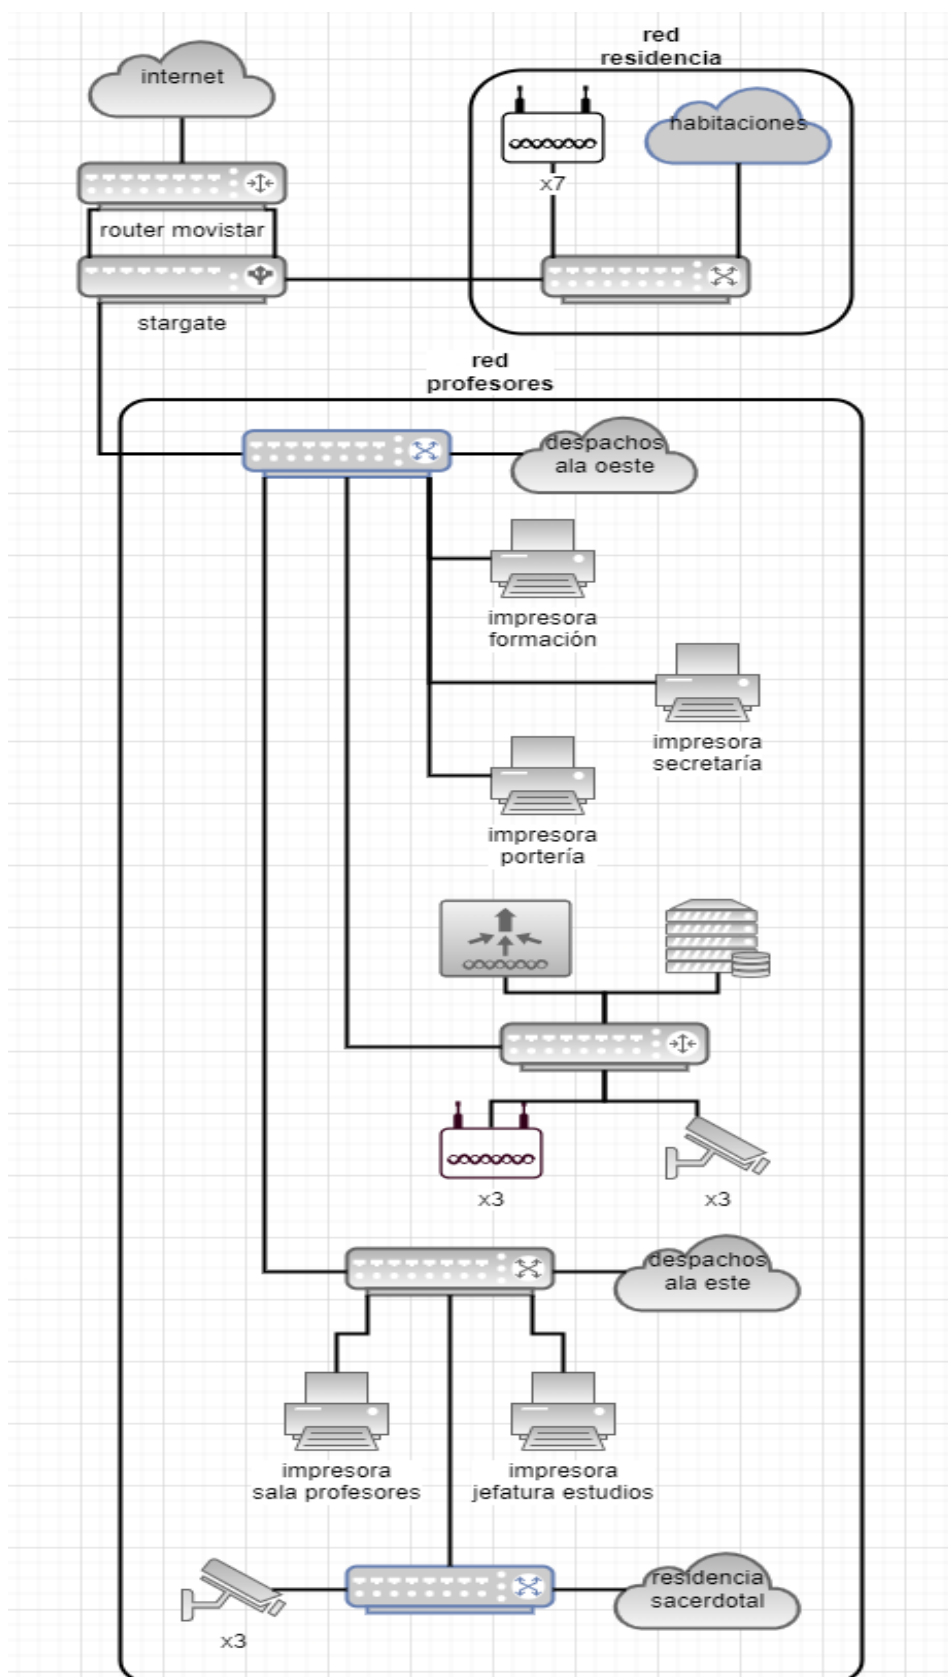 red
residencia
internet
habitaciones
x7
router movistar
stargate
red
profesores
despachos
ala oeste
impresora
formación
impresora
secretaría
impresora
portería
x3
x3
despachos
ala este
impresora
sala profesores
impresora
jefatura estudios
residencia
sacerdotal
x3